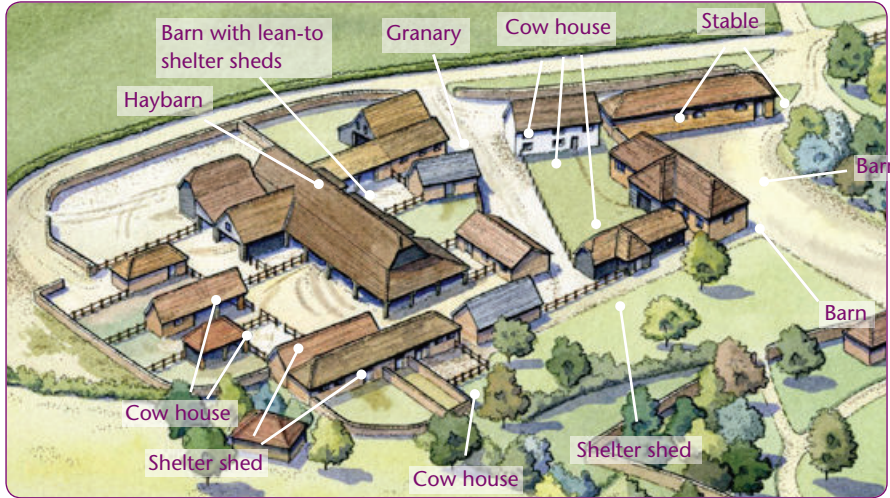 Barn with lean-to
shelter sheds
Granary
Cow house
Stable
Haybarn
Barn
Barn
Cow house
Shelter shed
Cow house
Shelter shed